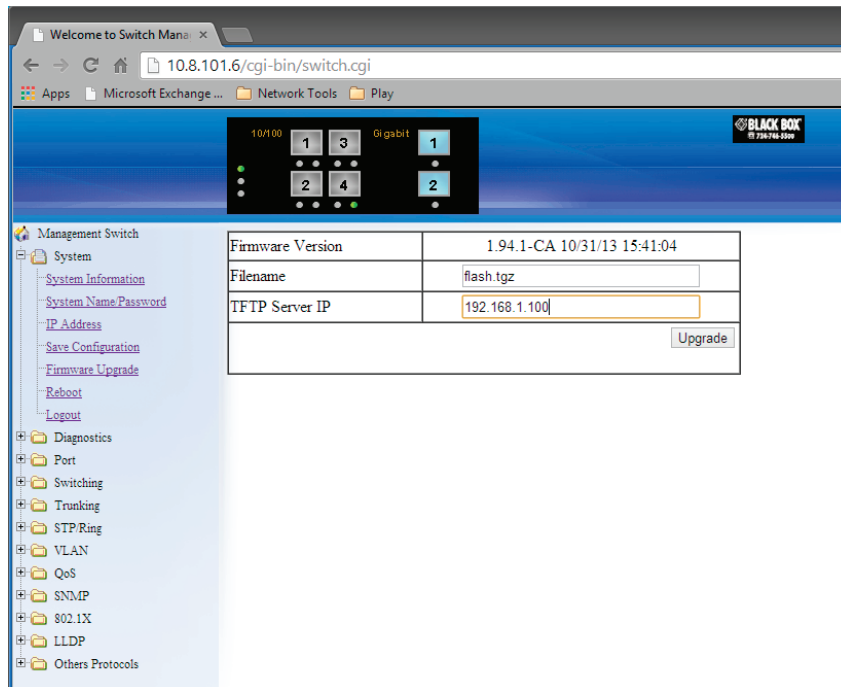 Welcome to Switch Mana
10.8.101.6/cgi-bin/switch.cgi
Apps Microsoft Exchange ... Network Tools Play
10/100 1 3 Gigabit 1
2 4 2
BLACK BOX
724-746-5500
Management Switch
System
System Information
System Name/Password
IP Address
Save Configuration
Firmware Upgrade
Reboot
Logout
Diagnostics
Port
Switching
Trunking
STP/Ring
VLAN
QoS
SNMP
802.1X
LLDP
Others Protocols
Firmware Version 1.94.1-CA 10/31/13 15:41:04
Filename flash.tgz
TFTP Server IP 192.168.1.100
Upgrade